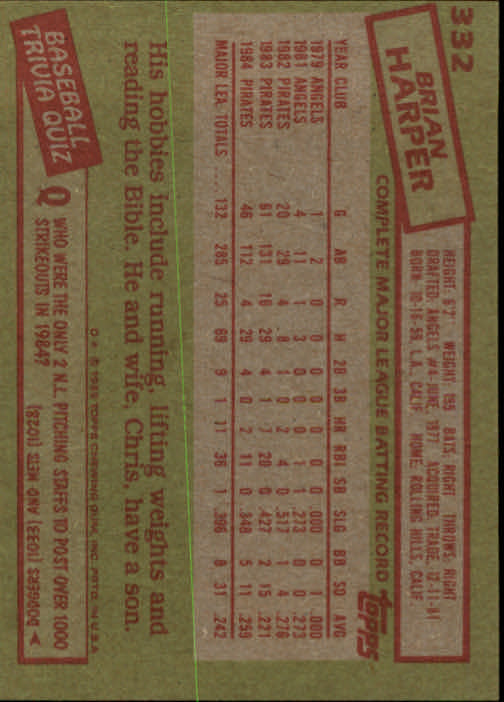 332
BRIAN
HARPER
HEIGHT: 6'2" WEIGHT: 195 BATS: RIGHT THROWS: RIGHT
DRAFTED: ANGELS #4-JUNE, 1977 ACQUIRED: TRADE, 12-11-81
BORN: 10-16-59, L.A., CALIF. HOME: ROLLING HILLS, CALIF.
COMPLETE MAJOR LEAGUE BATTING RECORD topps
YEAR CLUB G AB R H 2B 3B HR RBI SB SLG BB SO AVG
1979 ANGELS 1 2 0 0 0 0 0 0 0 .000 0 1 .000
1981 ANGELS 4 11 1 3 0 0 0 1 1 .273 0 0 .273
1982 PIRATES 20 29 4 8 1 0 2 4 0 .517 1 4 .276
1983 PIRATES 61 131 16 29 4 1 7 20 0 .427 2 15 .221
1984 PIRATES 46 112 4 29 4 0 2 11 0 .348 5 11 .259
MAJOR LEA. TOTALS .... 132 285 25 69 9 1 11 36 1 .396 8 31 .242
His hobbies include running, lifting weights and
reading the Bible. He and wife, Chris, have a son.
© 1985 TOPPS CHEWING GUM, INC. PRTD. IN U.S.A.
BASEBALL
TRIVIA QUIZ
Q WHO WERE THE ONLY 2 N.L. PITCHING STAFFS TO POST OVER 1000
STRIKEOUTS IN 1984?
DODGERS (1033) AND METS (1028)